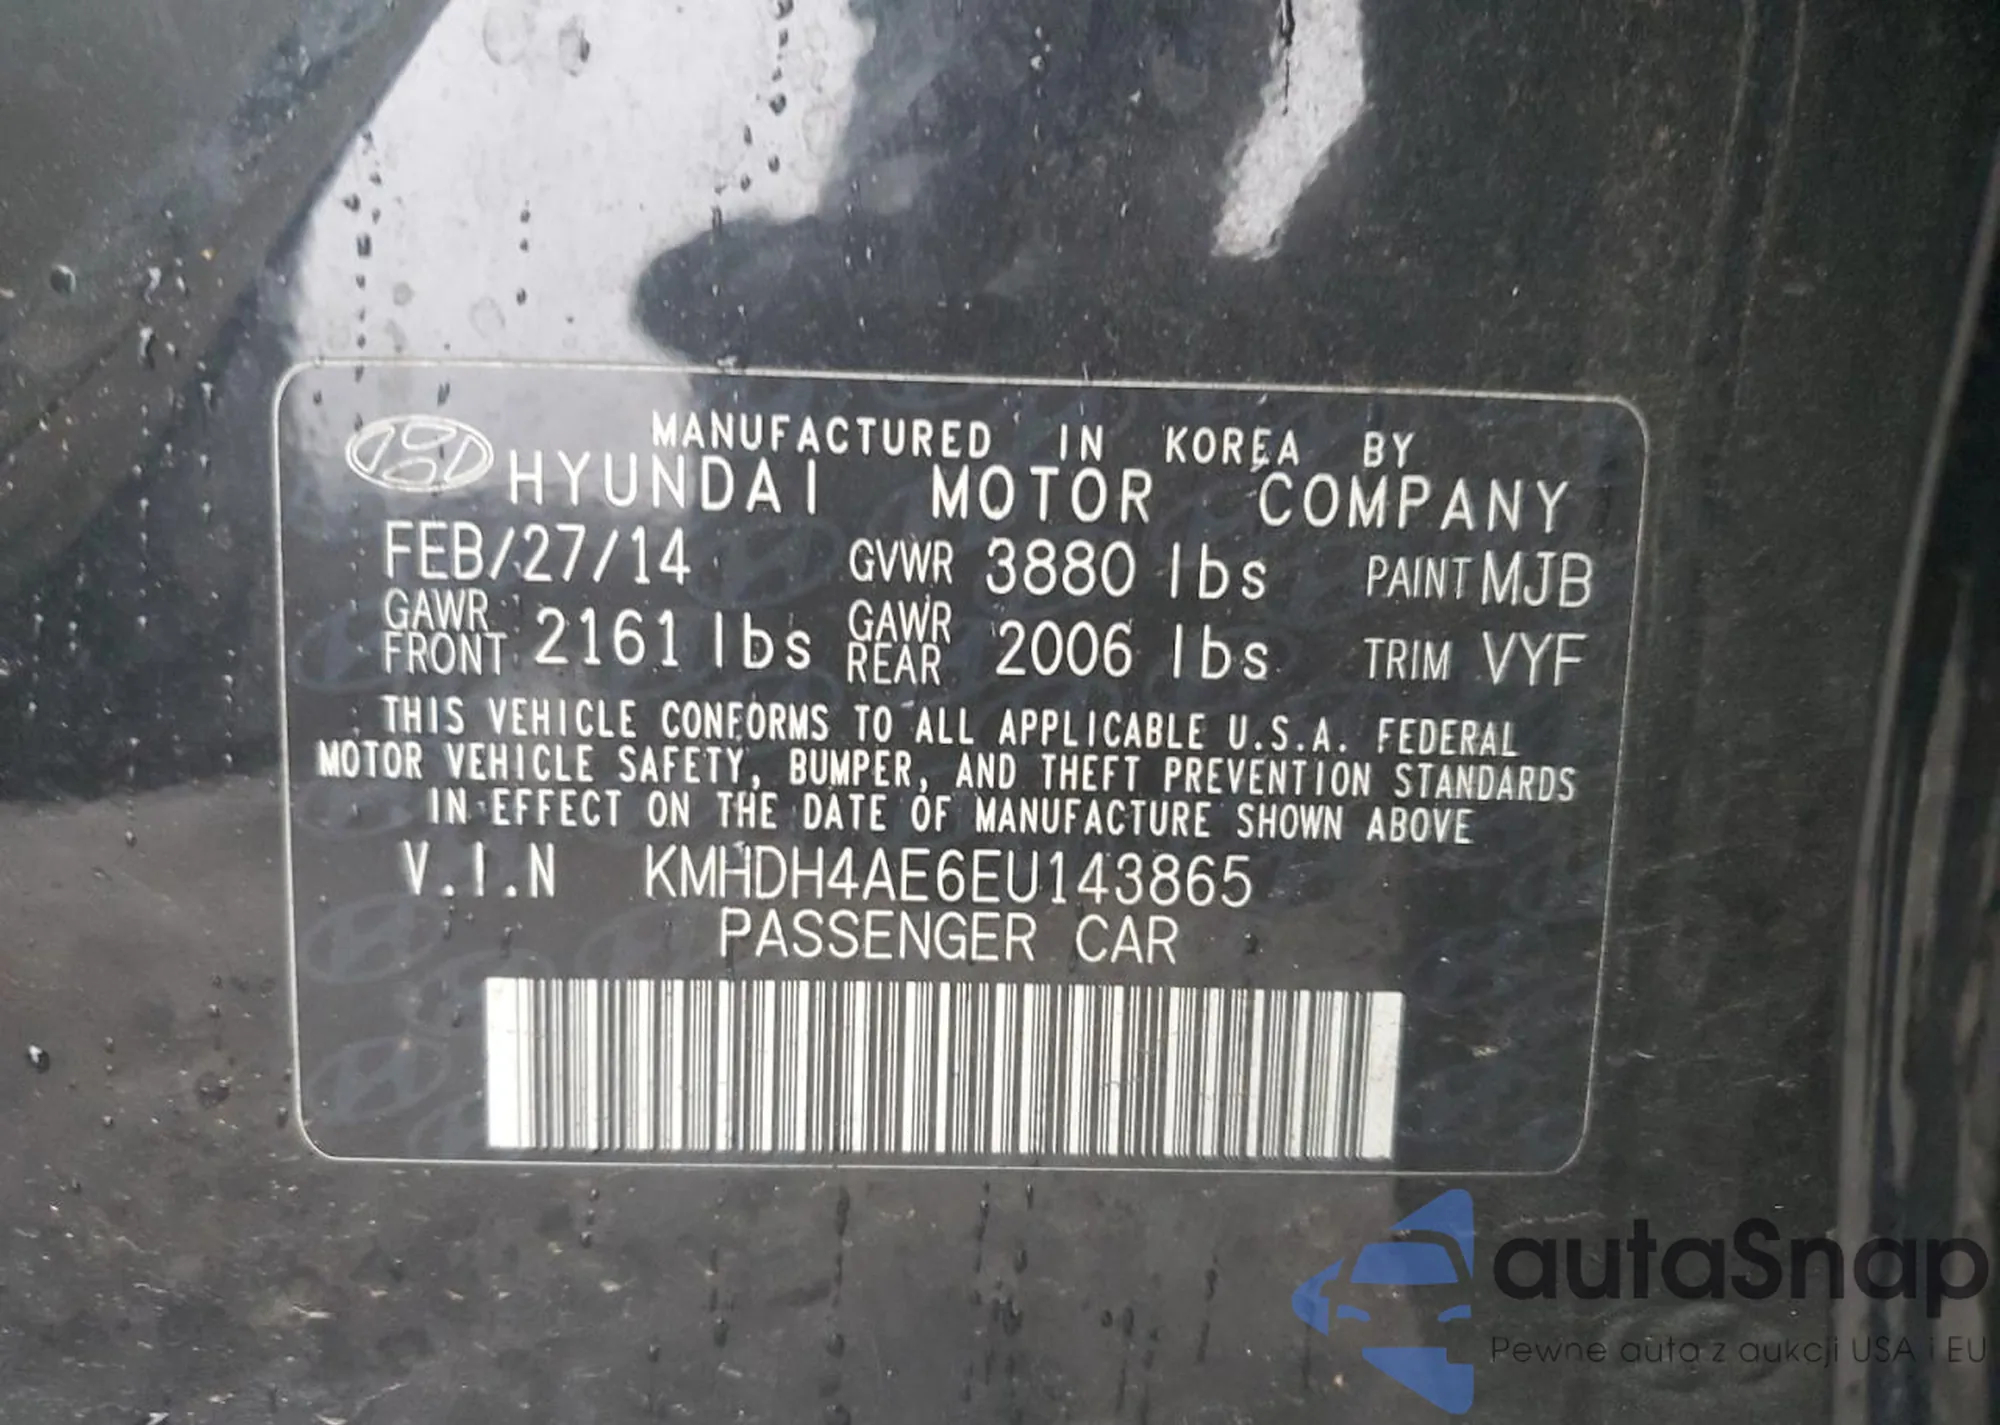 MANUFACTURED IN KOREA BY
HYUNDAI MOTOR COMPANY
FEB/27/14 GVWR 3880 lbs PAINT MJB
GAWR FRONT 2161 lbs GAWR REAR 2006 lbs TRIM VYF
THIS VEHICLE CONFORMS TO ALL APPLICABLE U.S.A. FEDERAL
MOTOR VEHICLE SAFETY, BUMPER, AND THEFT PREVENTION STANDARDS
IN EFFECT ON THE DATE OF MANUFACTURE SHOWN ABOVE
V.I.N KMHDH4AE6EU143865
PASSENGER CAR
autaSnap
Pewne auta z aukcji USA i EU